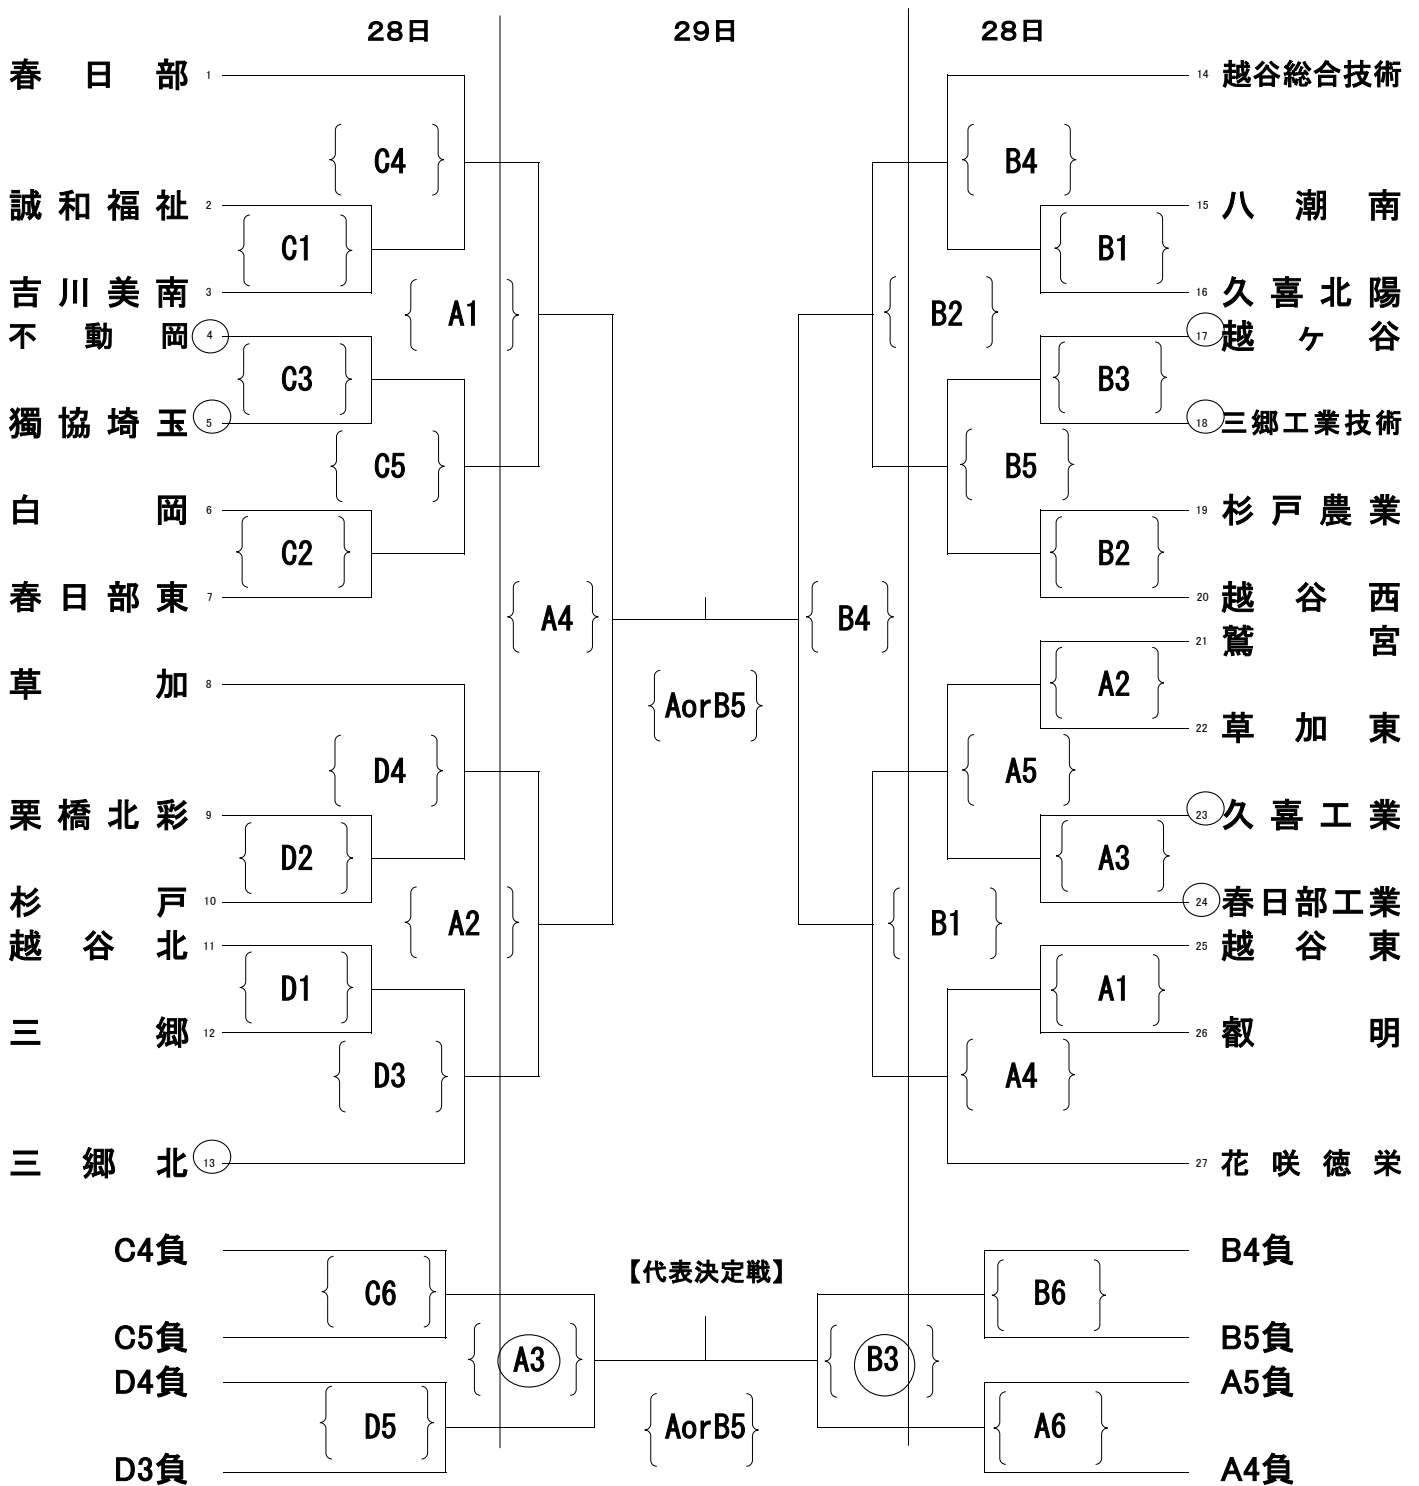 28日 29日 28日
春日部 1 14 越谷総合技術
C4 B4
誠和福祉 2 15 八潮南
C1 B1
吉川美南 3 16 久喜北陽
A1 B2
不動岡 4 17 越ヶ谷
C3 B3
獨協埼玉 5 18 三郷工業技術
C5 B5
白岡 6 19 杉戸農業
C2 B2
春日部東 7 20 越谷西
A4 B4
21 鷲宮
草加 8 A2
AorB5
22 草加東
D4 A5
栗橋北彩 9 23 久喜工業
D2 A3
杉戸 10 24 春日部工業
A2 B1
越谷北 11 25 越谷東
D1 A1
三郷 12 26 叡明
D3 A4
三郷北 13 27 花咲徳栄
C4負 B4負
【代表決定戦】
C6 B6
C5負 B5負
A3 B3
D4負 A5負
D5 AorB5 A6
D3負 A4負